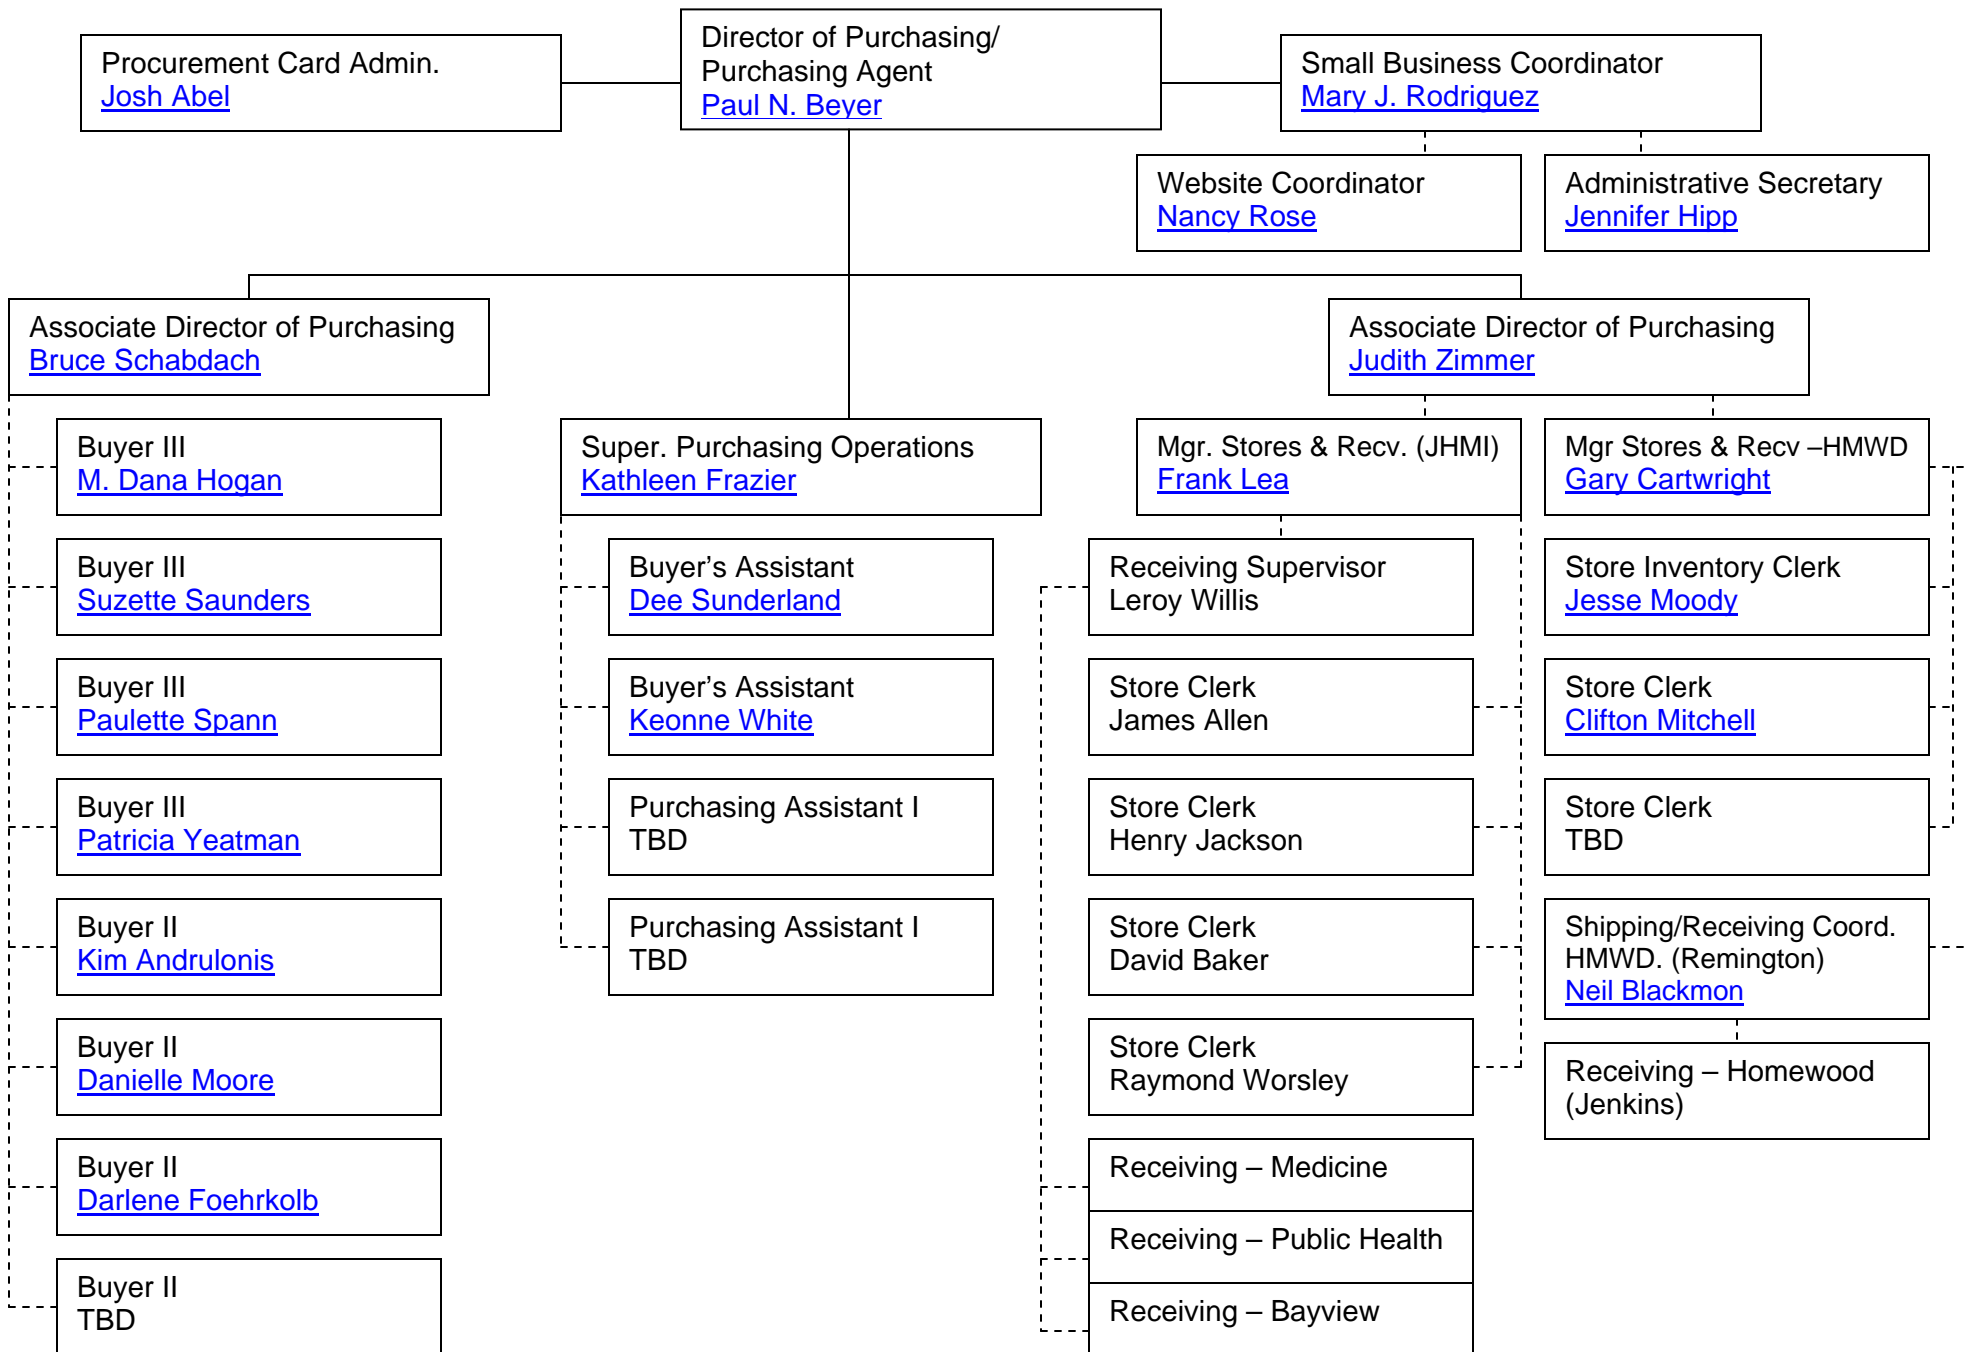 Procurement Card Admin.
Josh Abel
Director of Purchasing/
Purchasing Agent
Paul N. Beyer
Small Business Coordinator
Mary J. Rodriguez
Website Coordinator
Nancy Rose
Administrative Secretary
Jennifer Hipp
Associate Director of Purchasing
Bruce Schabdach
Associate Director of Purchasing
Judith Zimmer
Buyer III
M. Dana Hogan
Buyer III
Suzette Saunders
Buyer III
Paulette Spann
Buyer III
Patricia Yeatman
Buyer II
Kim Andrulonis
Buyer II
Danielle Moore
Buyer II
Darlene Foehrkolb
Buyer II
TBD
Super. Purchasing Operations
Kathleen Frazier
Buyer’s Assistant
Dee Sunderland
Buyer’s Assistant
Keonne White
Purchasing Assistant I
TBD
Purchasing Assistant I
TBD
Mgr. Stores & Recv. (JHMI)
Frank Lea
Receiving Supervisor
Leroy Willis
Store Clerk
James Allen
Store Clerk
Henry Jackson
Store Clerk
David Baker
Store Clerk
Raymond Worsley
Receiving – Medicine
Receiving – Public Health
Receiving – Bayview
Mgr Stores & Recv –HMWD
Gary Cartwright
Store Inventory Clerk
Jesse Moody
Store Clerk
Clifton Mitchell
Store Clerk
TBD
Shipping/Receiving Coord.
HMWD. (Remington)
Neil Blackmon
Receiving – Homewood
(Jenkins)